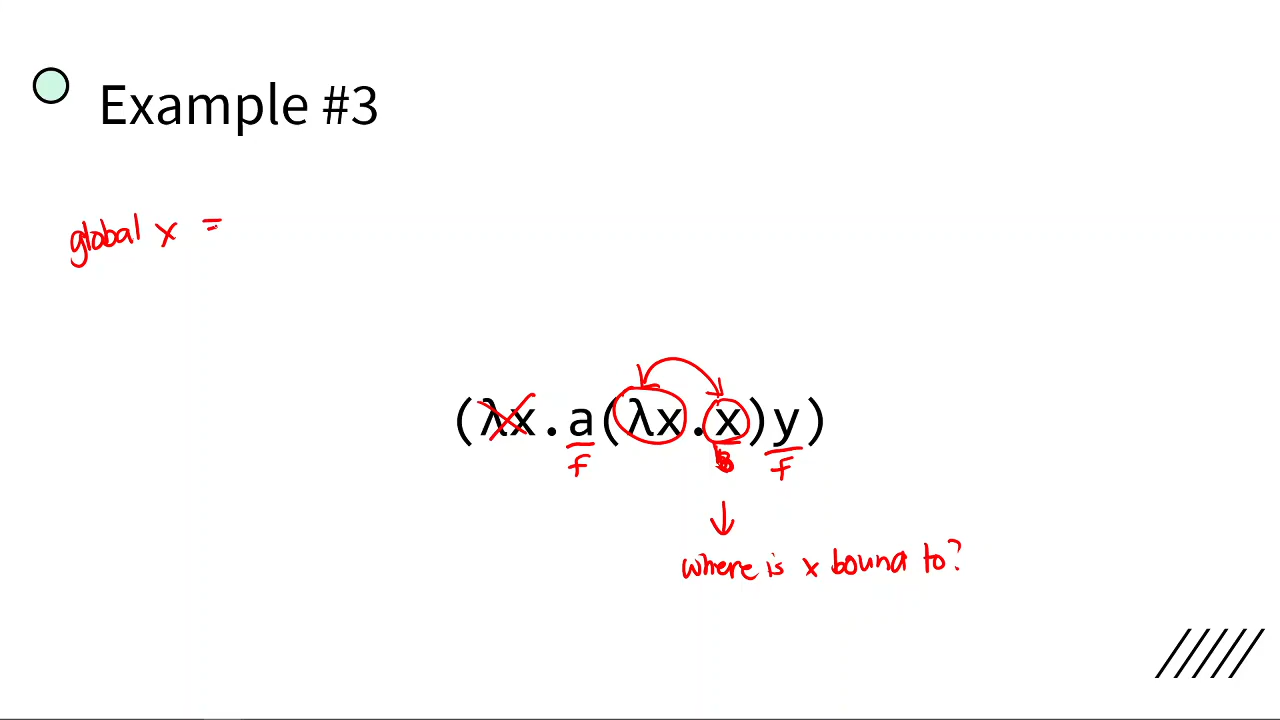 Example #3
global x =
(λx.a(λx.x)y)
F B F
where is x bound to?